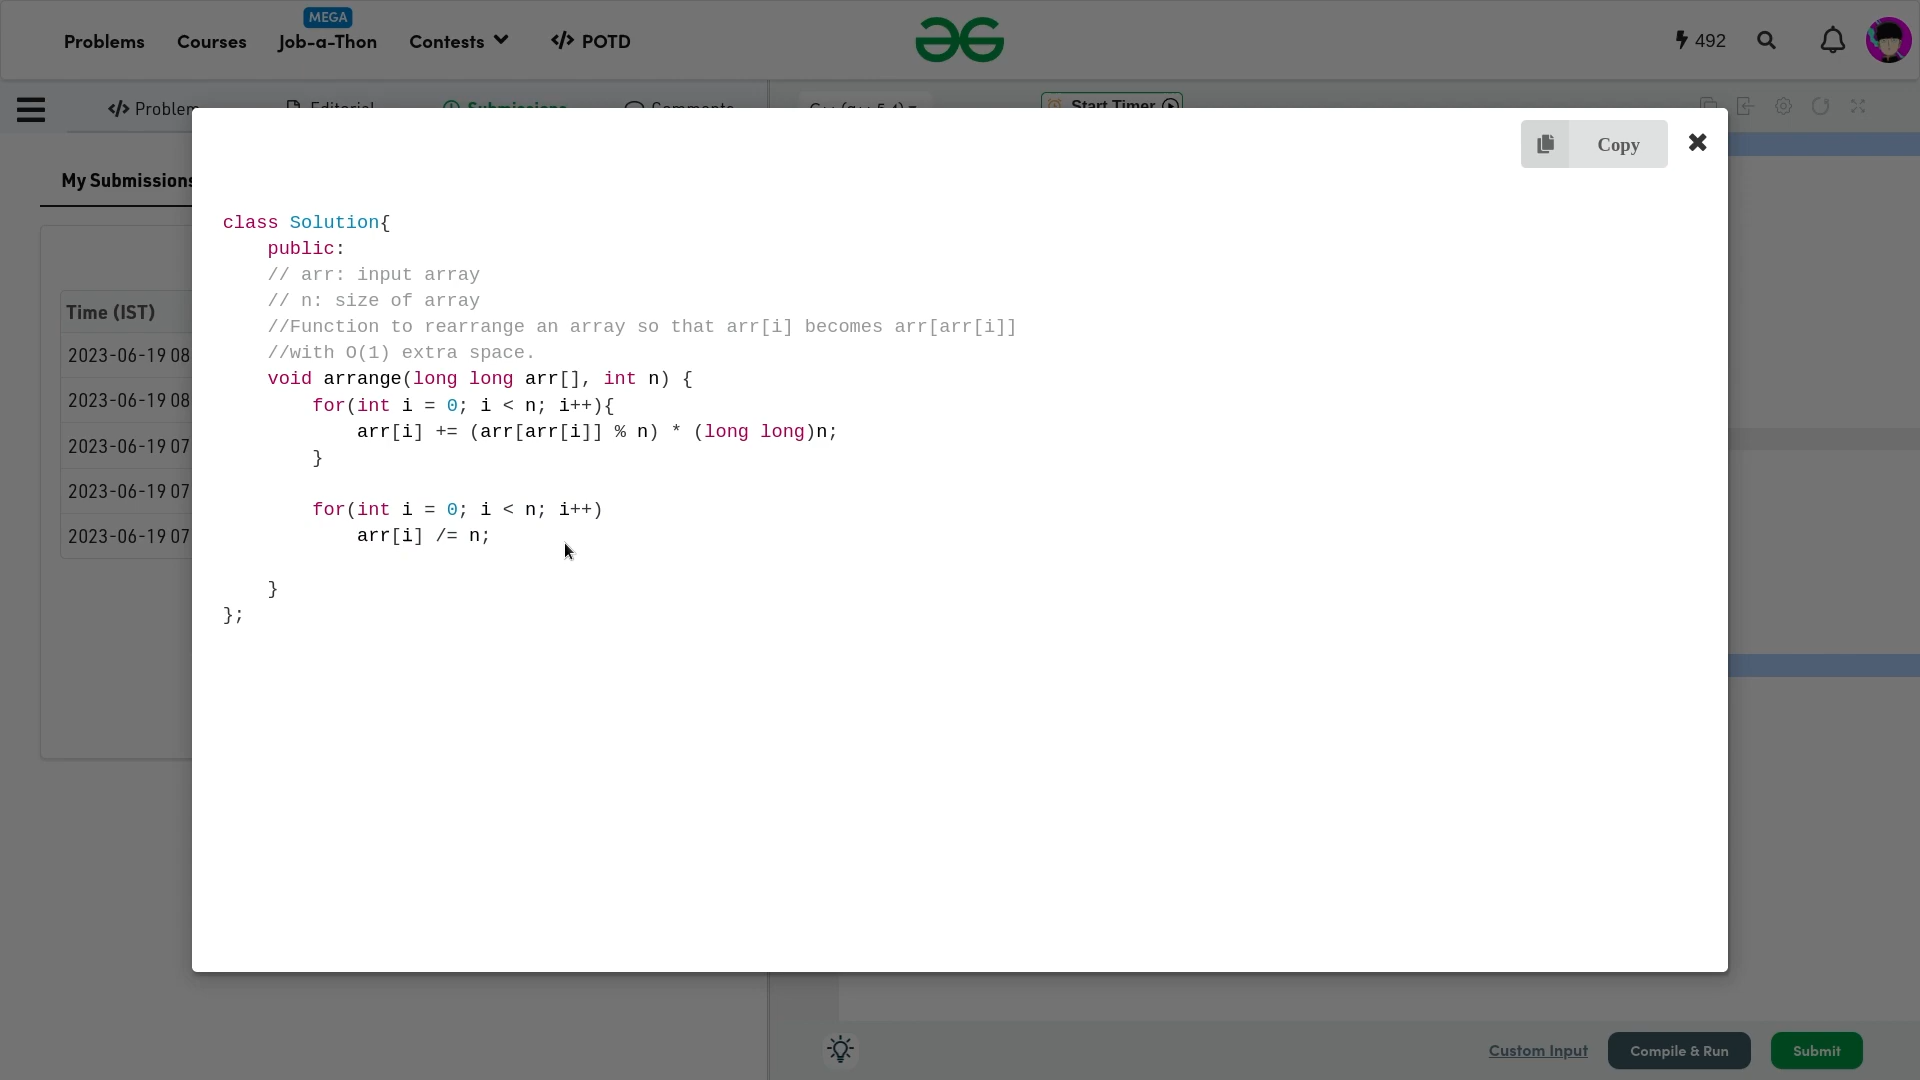 MEGA
Problems Courses Job-a-Thon Contests </> POTD
492
</> Problem Editorial Submissions Comments Start Timer
Copy
My Submissions
Time (IST)
2023-06-19 08
2023-06-19 08
2023-06-19 07
2023-06-19 07
2023-06-19 07
class Solution{
public:
// arr: input array
// n: size of array
//Function to rearrange an array so that arr[i] becomes arr[arr[i]]
//with O(1) extra space.
void arrange(long long arr[], int n) {
for(int i = 0; i < n; i++){
arr[i] += (arr[arr[i]] % n) * (long long)n;
}
for(int i = 0; i < n; i++)
arr[i] /= n;
}
};
Custom Input Compile & Run Submit